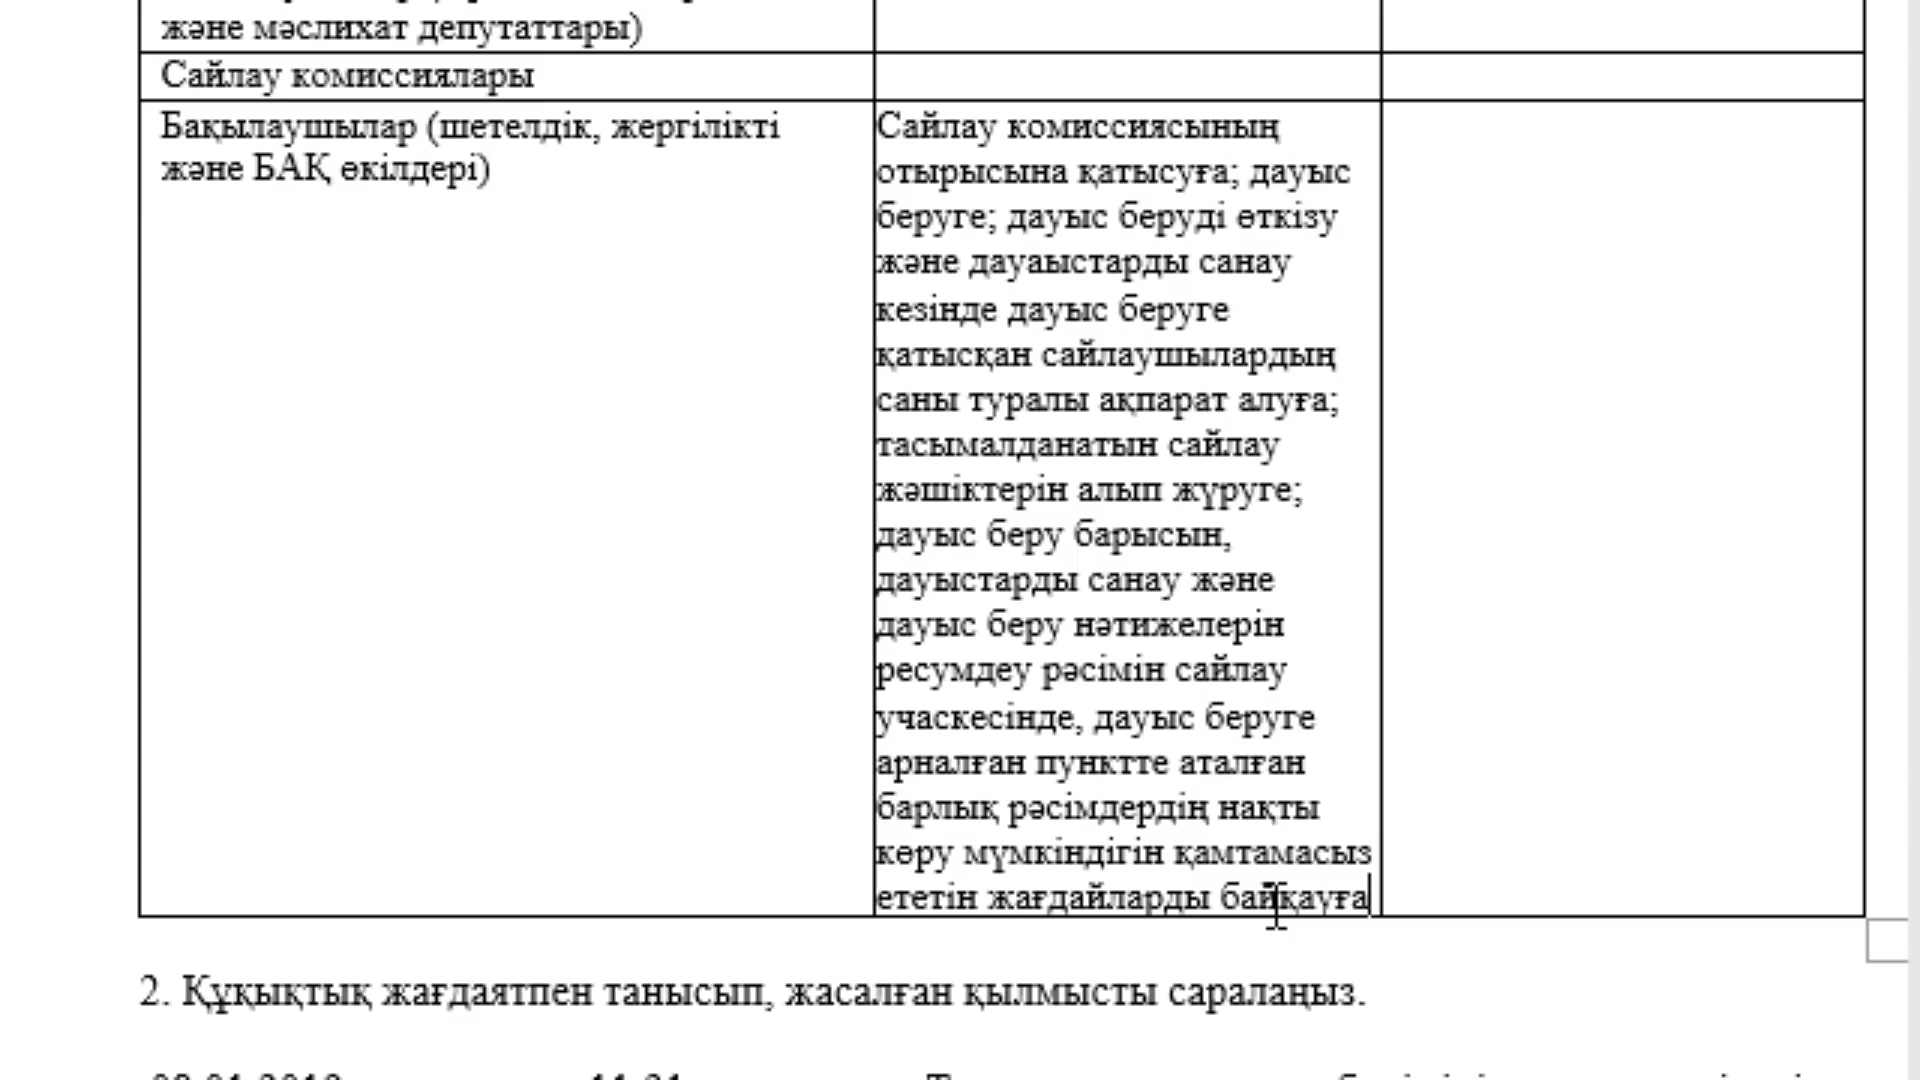 және мәслихат депутаттары)
Сайлау комиссиялары
Бақылаушылар (шетелдік, жергілікті
және БАҚ өкілдері)
Сайлау комиссиясының
отырысына қатысуға; дауыс
беруге; дауыс беруді өткізу
және дауаыстарды санау
кезінде дауыс беруге
қатысқан сайлаушылардың
саны туралы ақпарат алуға;
тасымалданатын сайлау
жәшіктерін алып жүруге;
дауыс беру барысын,
дауыстарды санау және
дауыс беру нәтижелерін
ресумдеу рәсімін сайлау
учаскесінде, дауыс беруге
арналған пунктте аталған
барлық рәсімдердің нақты
көру мүмкіндігін қамтамасыз
ететін жағдайларды байқауға
2. Құқықтық жағдаятпен танысып, жасалған қылмысты саралаңыз.